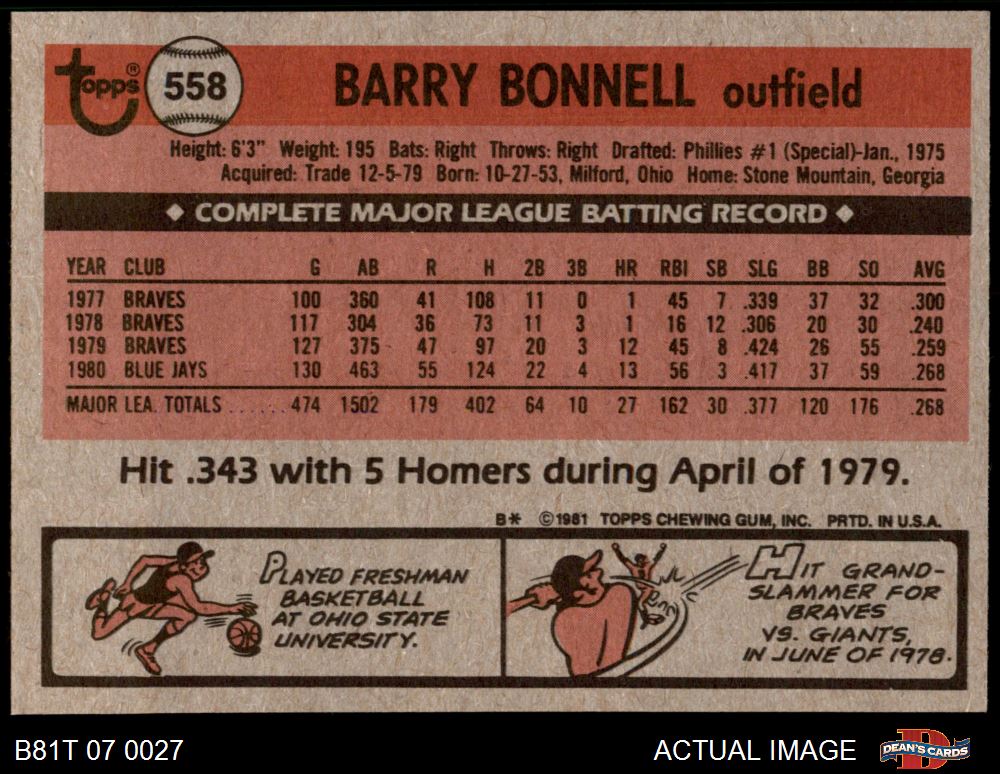 Topps® 558 BARRY BONNELL outfield
Height: 6'3" Weight: 195 Bats: Right Throws: Right Drafted: Phillies #1 (Special)-Jan., 1975
Acquired: Trade 12-5-79 Born: 10-27-53, Milford, Ohio Home: Stone Mountain, Georgia
◆ COMPLETE MAJOR LEAGUE BATTING RECORD ◆
YEAR CLUB G AB R H 2B 3B HR RBI SB SLG BB SO AVG
1977 BRAVES 100 360 41 108 11 0 1 45 7 .339 37 32 .300
1978 BRAVES 117 304 36 73 11 3 1 16 12 .306 20 30 .240
1979 BRAVES 127 375 47 97 20 3 12 45 8 .424 26 55 .259
1980 BLUE JAYS 130 463 55 124 22 4 13 56 3 .417 37 59 .268
MAJOR LEA. TOTALS ...... 474 1502 179 402 64 10 27 162 30 .377 120 176 .268
Hit .343 with 5 Homers during April of 1979.
B* ©1981 TOPPS CHEWING GUM, INC. PRTD. IN U.S.A.
PLAYED FRESHMAN
BASKETBALL
AT OHIO STATE
UNIVERSITY.
HIT GRAND-
SLAMMER FOR
BRAVES
VS. GIANTS,
IN JUNE OF 1978.
B81T 07 0027 ACTUAL IMAGE DEAN'S CARDS